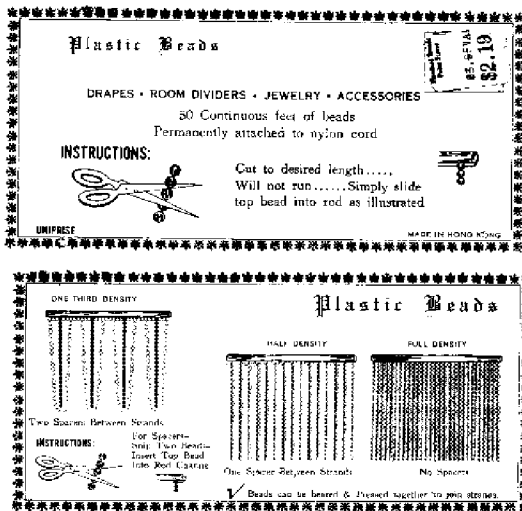 Plastic Beads
$2.19
DRAPES • ROOM DIVIDERS • JEWELRY • ACCESSORIES
50 Continuous feet of beads
Permanently attached to nylon cord
INSTRUCTIONS:
Cut to desired length.....,
Will not run......Simply slide
top bead into rod as illustrated
UNIPRISE
MADE IN HONG KONG
ONE THIRD DENSITY
Plastic Beads
HALF DENSITY
FULL DENSITY
Two Spacers Between Strands
INSTRUCTIONS:
For Spacers—
Snip Two Beads—
Insert Top Bead
Into Rod
One Spacer Between Strands
No Spacers
Beads can be heated & Pressed together to join strands.